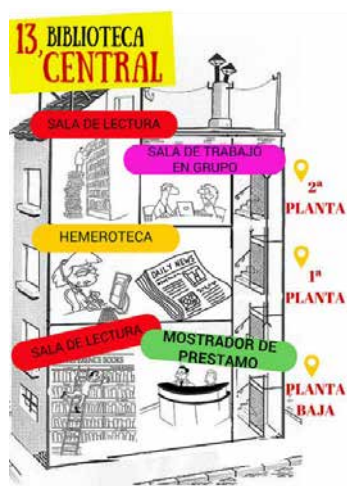 13, BIBLIOTECA
CENTRAL
SALA DE LECTURA
SALA DE TRABAJO
EN GRUPO
2ª
PLANTA
HEMEROTECA
DAILY NEWS
1ª
PLANTA
SALA DE LECTURA
MOSTRADOR DE
PRESTAMO
BOOKS
PLANTA
BAJA